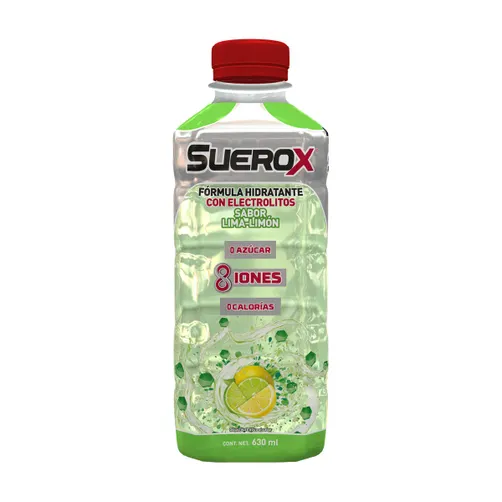 SUEROX
FÓRMULA HIDRATANTE
CON ELECTROLITOS
SABOR
LIMA-LIMÓN
0 AZÚCAR
8 IONES
0 CALORÍAS
CONT. NET. 630 ml